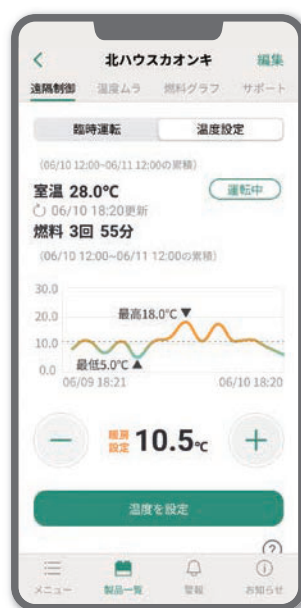 北ハウスカオンキ 編集
遠隔制御 温度ムラ 燃料グラフ サポート
臨時運転 温度設定
(06/10 12:00~06/11 12:00の累積)
室温 28.0℃ 運転中
06/10 18:20更新
燃料 3回 55分
(06/10 12:00~06/11 12:00の累積)
30.0
20.0
最高18.0℃▼
10.0
最低5.0℃▲
0.0
06/09 18:21 06/10 18:20
− 暖房設定 10.5℃ +
温度を設定
?
メニュー 製品一覧 警報 お知らせ